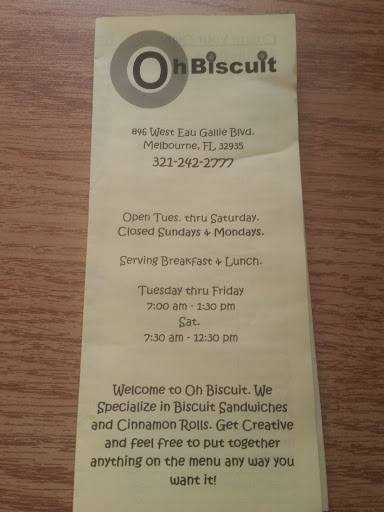 Oh Biscuit
846 West Eau Gallie Blvd.
Melbourne, FL 32935
321-242-2777
Open Tues. thru Saturday.
Closed Sundays & Mondays.
Serving Breakfast & Lunch.
Tuesday thru Friday
7:00 am - 1:30 pm
Sat.
7:30 am - 12:30 pm
Welcome to Oh Biscuit. We
Specialize in Biscuit Sandwiches
and Cinnamon Rolls. Get Creative
and feel free to put together
anything on the menu any way you
want it!